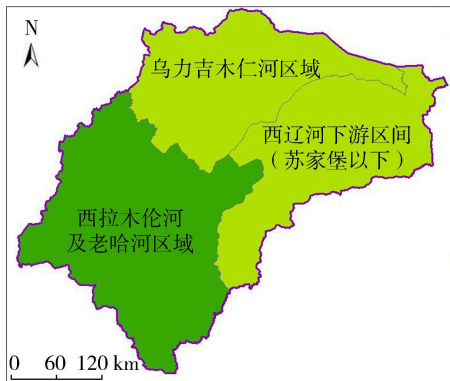 N
乌力吉木仁河区域
西辽河下游区间
（苏家堡以下）
西拉木伦河
及老哈河区域
0 60 120 km